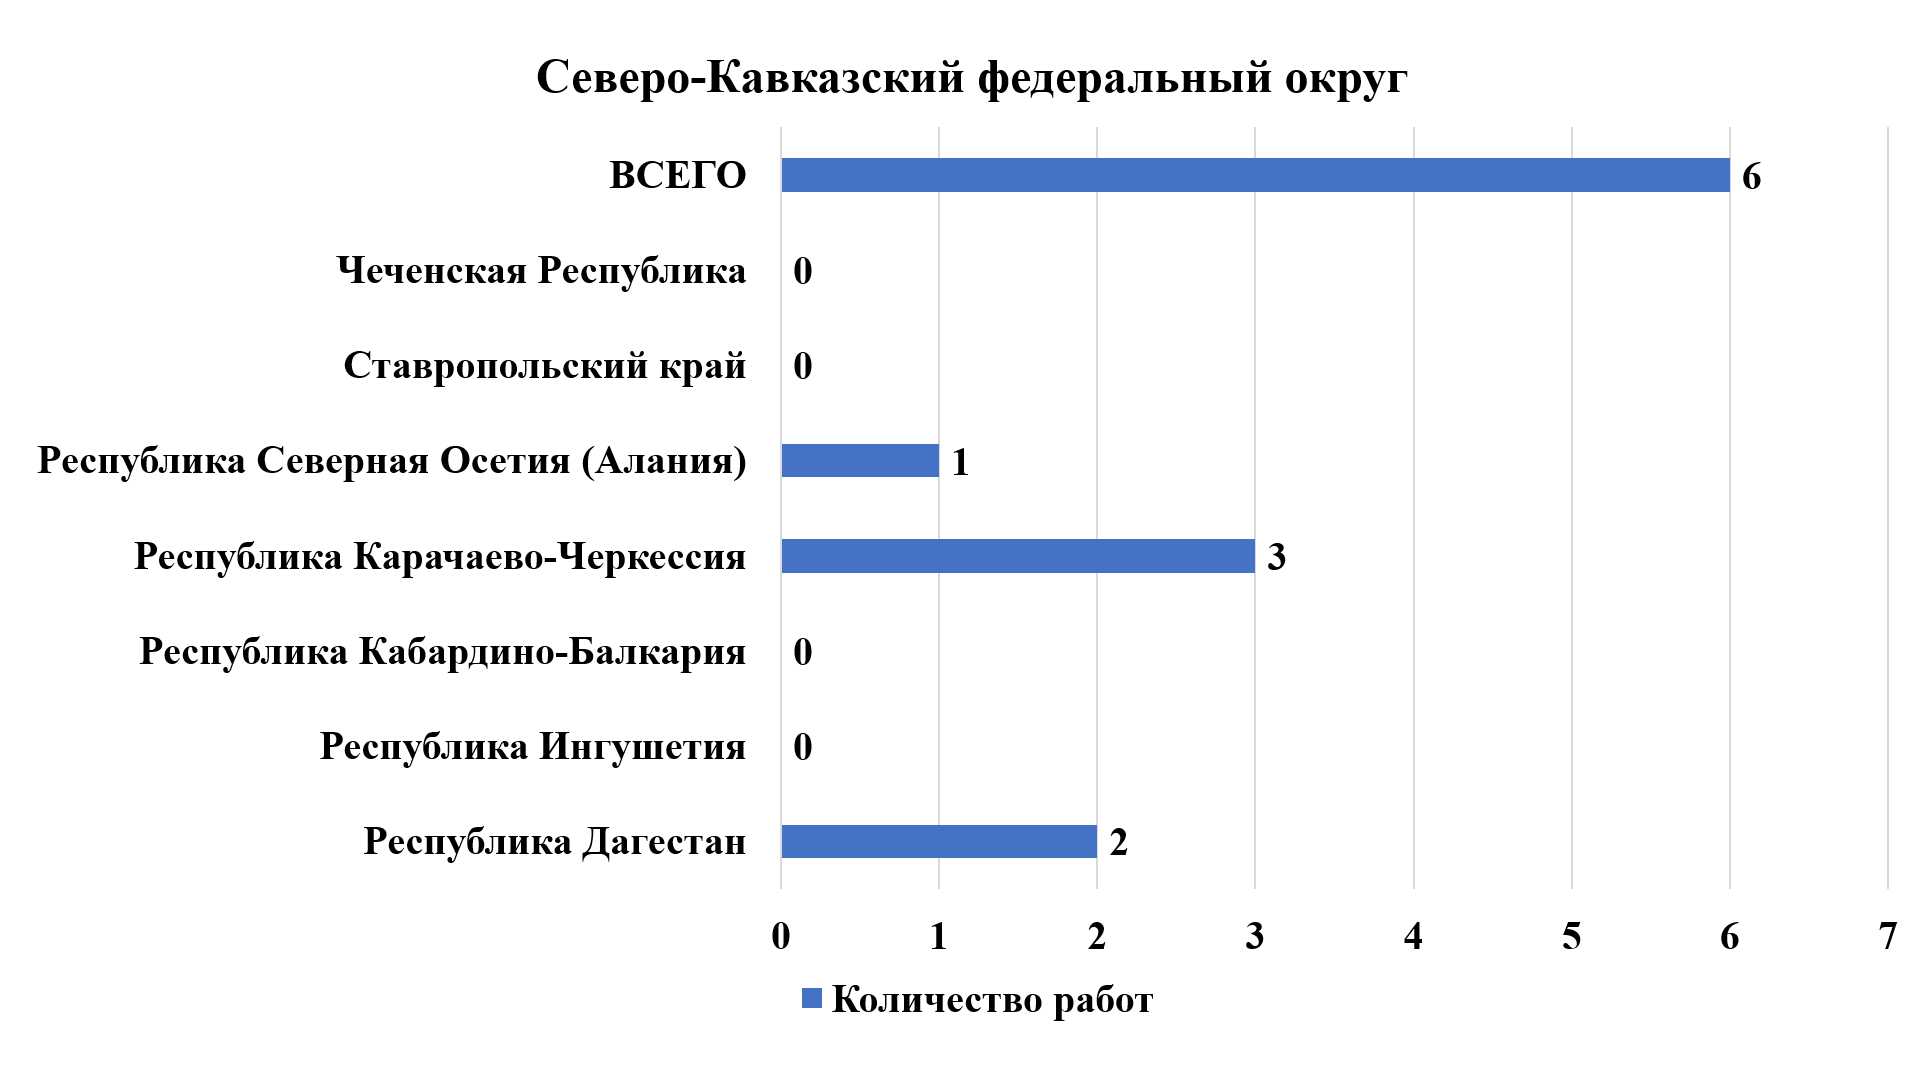 Северо-Кавказский федеральный округ
ВСЕГО 6
Чеченская Республика 0
Ставропольский край 0
Республика Северная Осетия (Алания) 1
Республика Карачаево-Черкессия 3
Республика Кабардино-Балкария 0
Республика Ингушетия 0
Республика Дагестан 2
0 1 2 3 4 5 6 7
Количество работ